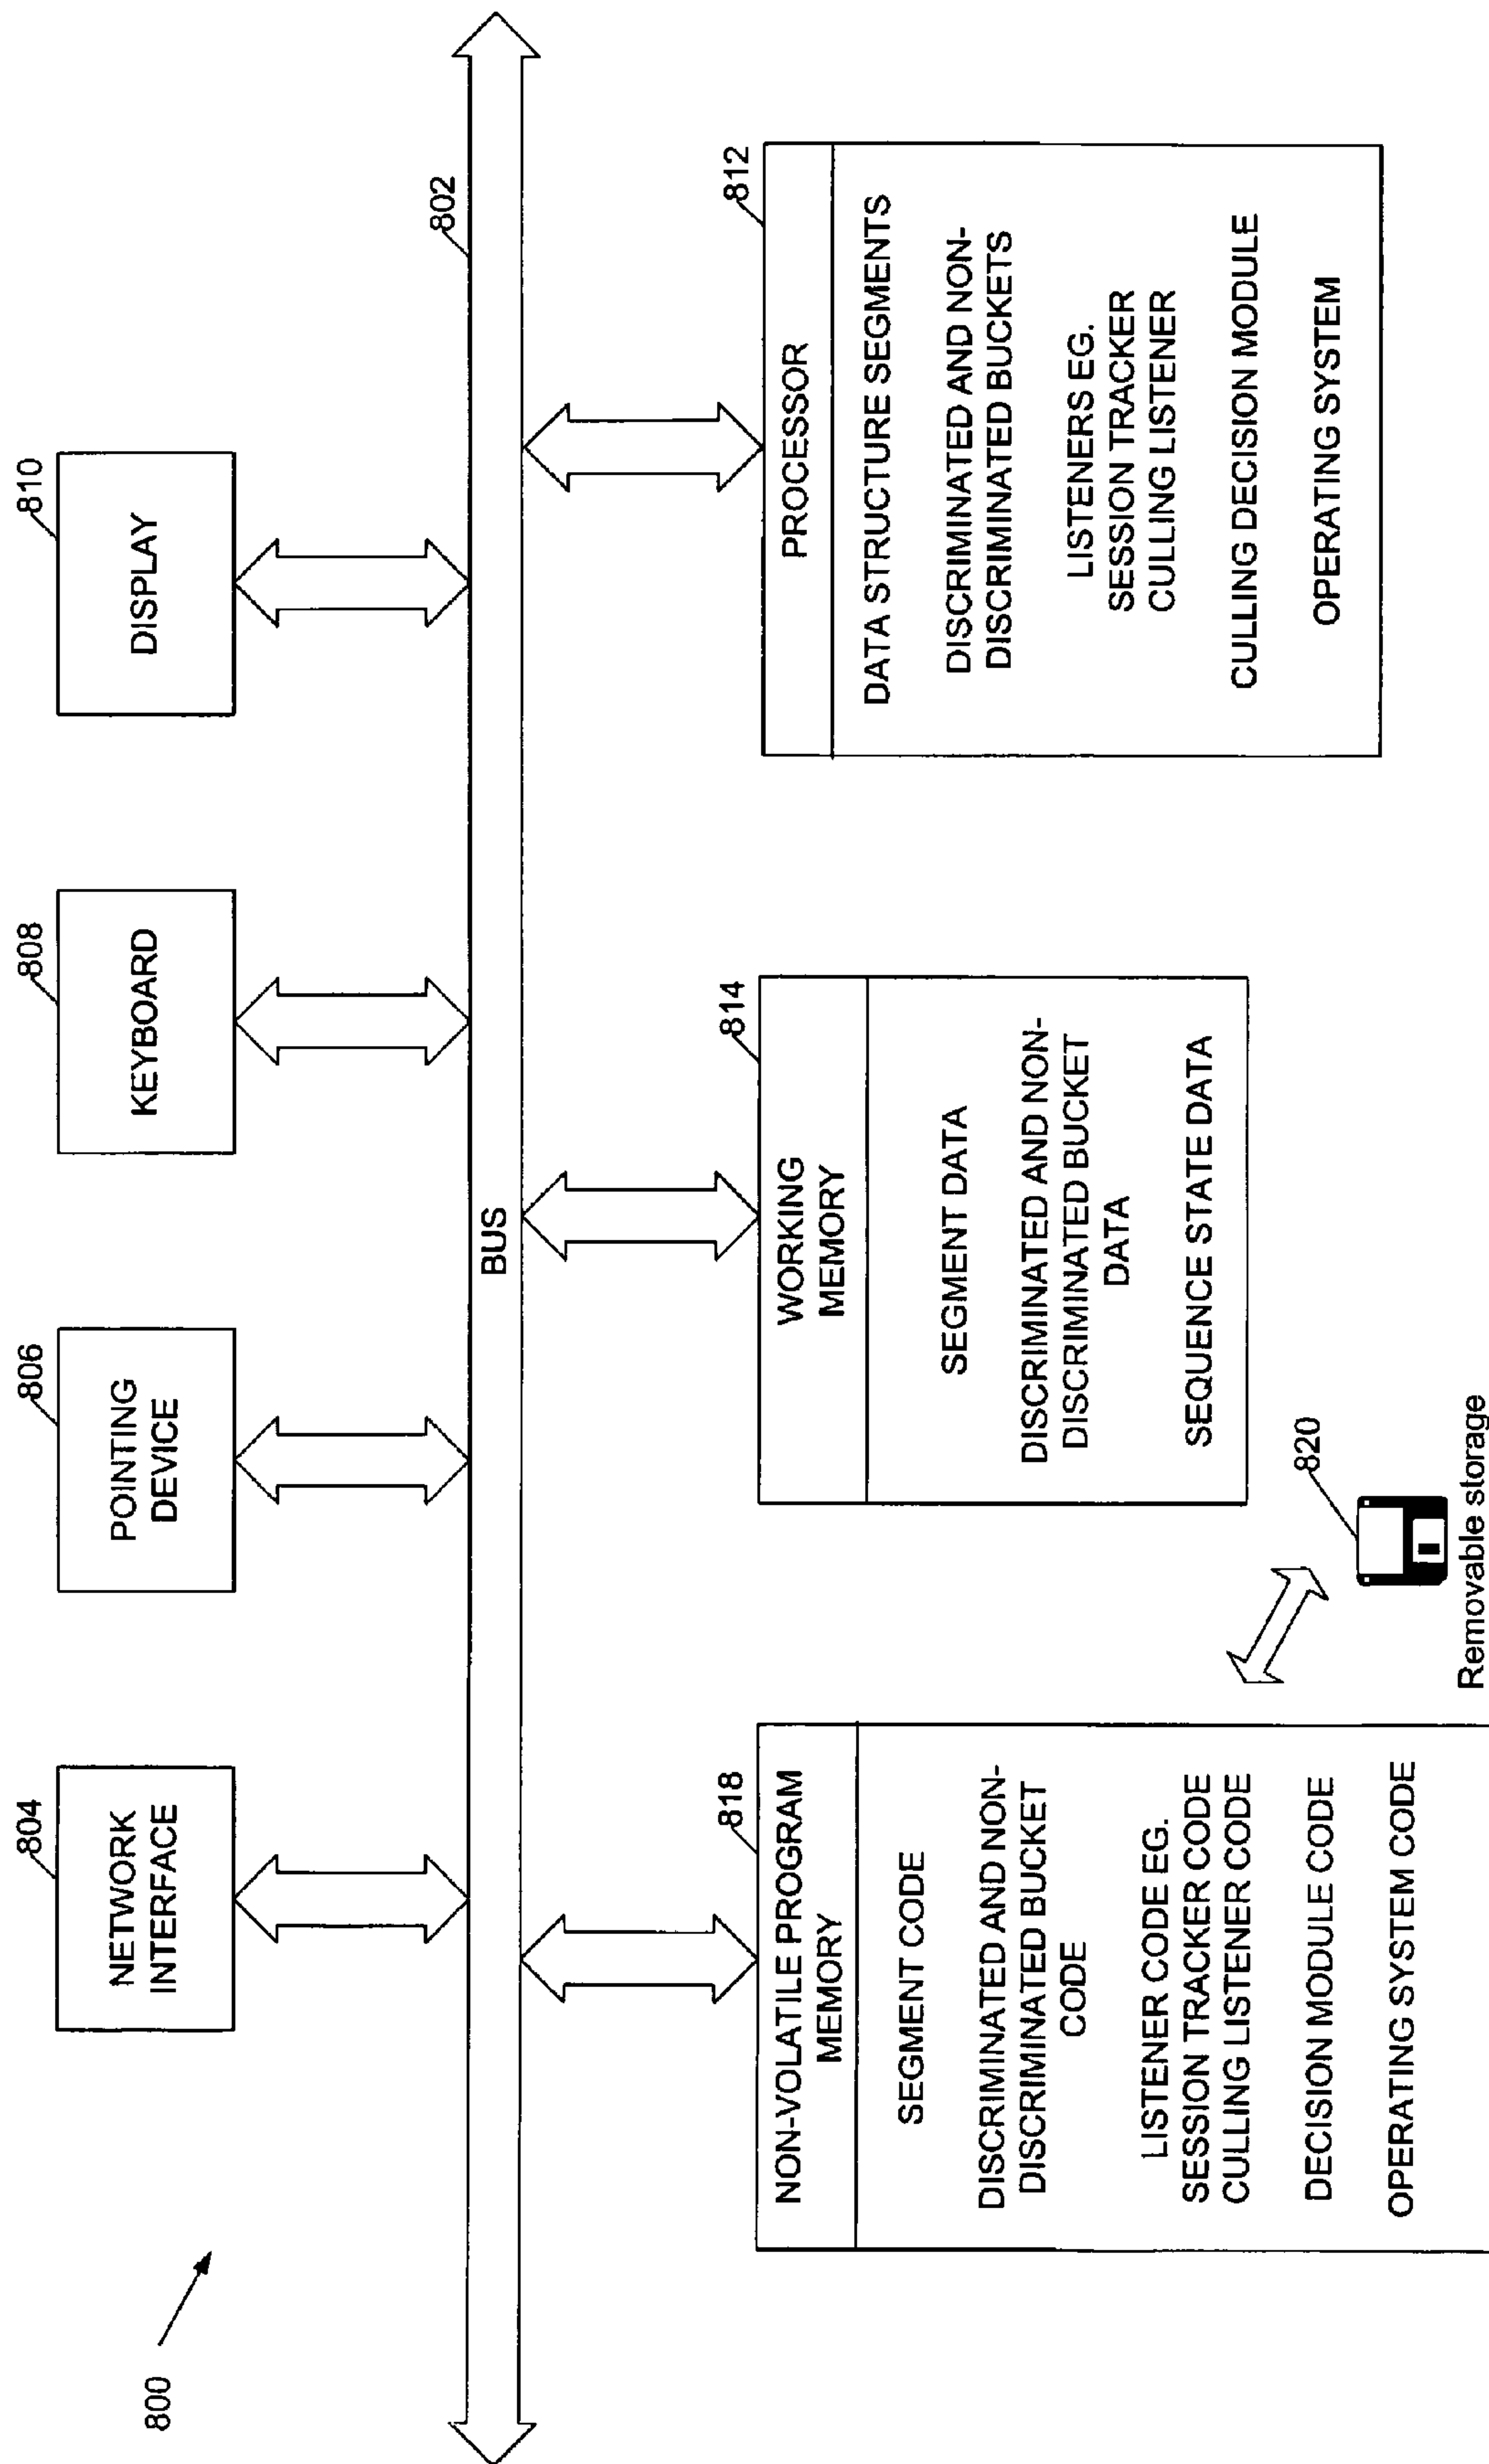 800
804
NETWORK
INTERFACE
806
POINTING
DEVICE
808
KEYBOARD
810
DISPLAY
802
BUS
818
NON-VOLATILE PROGRAM
MEMORY
SEGMENT CODE
DISCRIMINATED AND NON-
DISCRIMINATED BUCKET
CODE
LISTENER CODE EG.
SESSION TRACKER CODE
CULLING LISTENER CODE
DECISION MODULE CODE
OPERATING SYSTEM CODE
820
Removable storage
814
WORKING
MEMORY
SEGMENT DATA
DISCRIMINATED AND NON-
DISCRIMINATED BUCKET
DATA
SEQUENCE STATE DATA
812
PROCESSOR
DATA STRUCTURE SEGMENTS
DISCRIMINATED AND NON-
DISCRIMINATED BUCKETS
LISTENERS EG.
SESSION TRACKER
CULLING LISTENER
CULLING DECISION MODULE
OPERATING SYSTEM